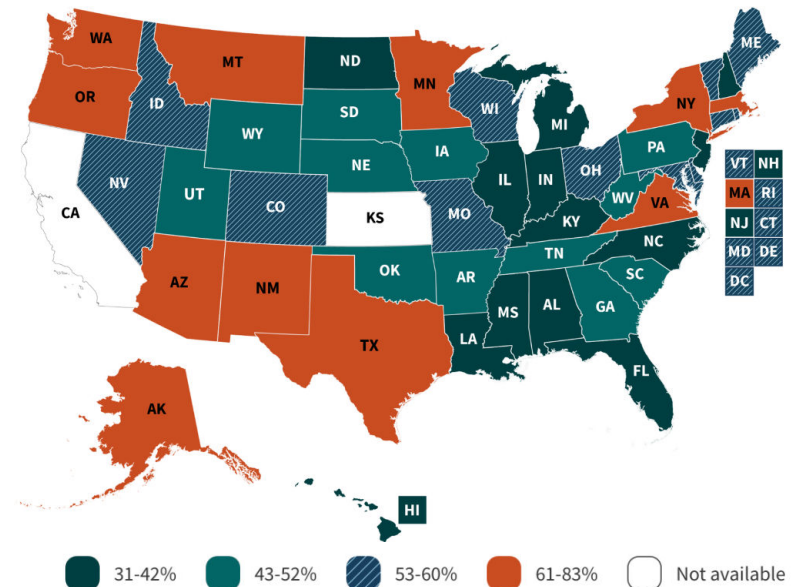 WA
MT
ND
MN
ME
OR
ID
SD
WI
MI
NY
WY
IA
PA
NE
NV
UT
CO
IL
IN
OH
WV
VA
CA
KS
MO
KY
NC
TN
AZ
NM
OK
AR
SC
MS
AL
GA
TX
LA
FL
AK
HI
VT NH
MA RI
NJ CT
MD DE
DC
31-42% 43-52% 53-60% 61-83% Not available